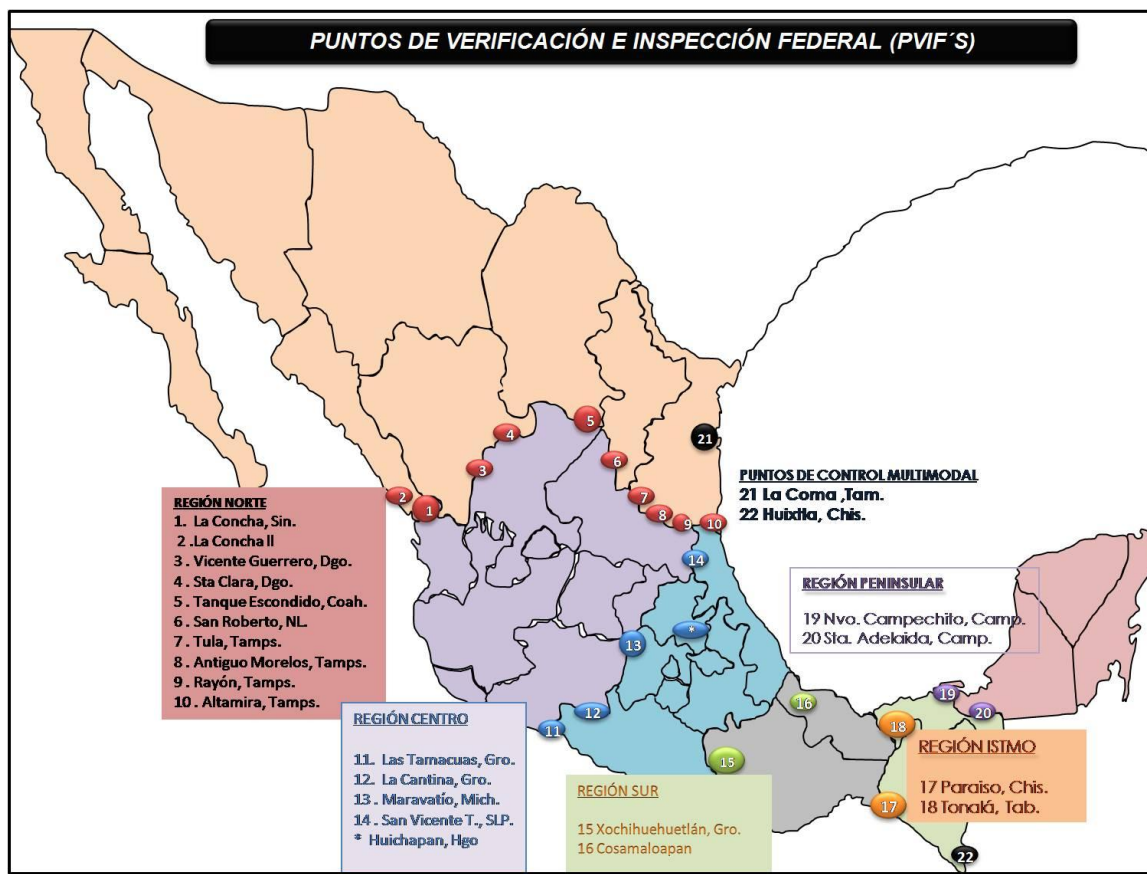 PUNTOS DE VERIFICACIÓN E INSPECCIÓN FEDERAL (PVIF´S)
5
4
21
6
3
2
1
7
8
9
10
14
*
13
12
11
16
15
19
20
18
17
22
REGIÓN NORTE
1. La Concha, Sin.
2 .La Concha II
3 . Vicente Guerrero, Dgo.
4 . Sta Clara, Dgo.
5 . Tanque Escondido, Coah.
6 . San Roberto, NL.
7 . Tula, Tamps.
8 . Antiguo Morelos, Tamps.
9 . Rayón, Tamps.
10 . Altamira, Tamps.
PUNTOS DE CONTROL MULTIMODAL
21 La Coma ,Tam.
22 Huixtla, Chis.
REGIÓN PENINSULAR
19 Nvo. Campechito, Camp.
20 Sta. Adelaida, Camp.
REGIÓN CENTRO
11. Las Tamacuas, Gro.
12. La Cantina, Gro.
13 . Maravatío, Mich.
14 . San Vicente T., SLP.
* Huichapan, Hgo
REGIÓN SUR
15 Xochihuehuetlán, Gro.
16 Cosamaloapan
REGIÓN ISTMO
17 Paraiso, Chis.
18 Tonalá, Tab.